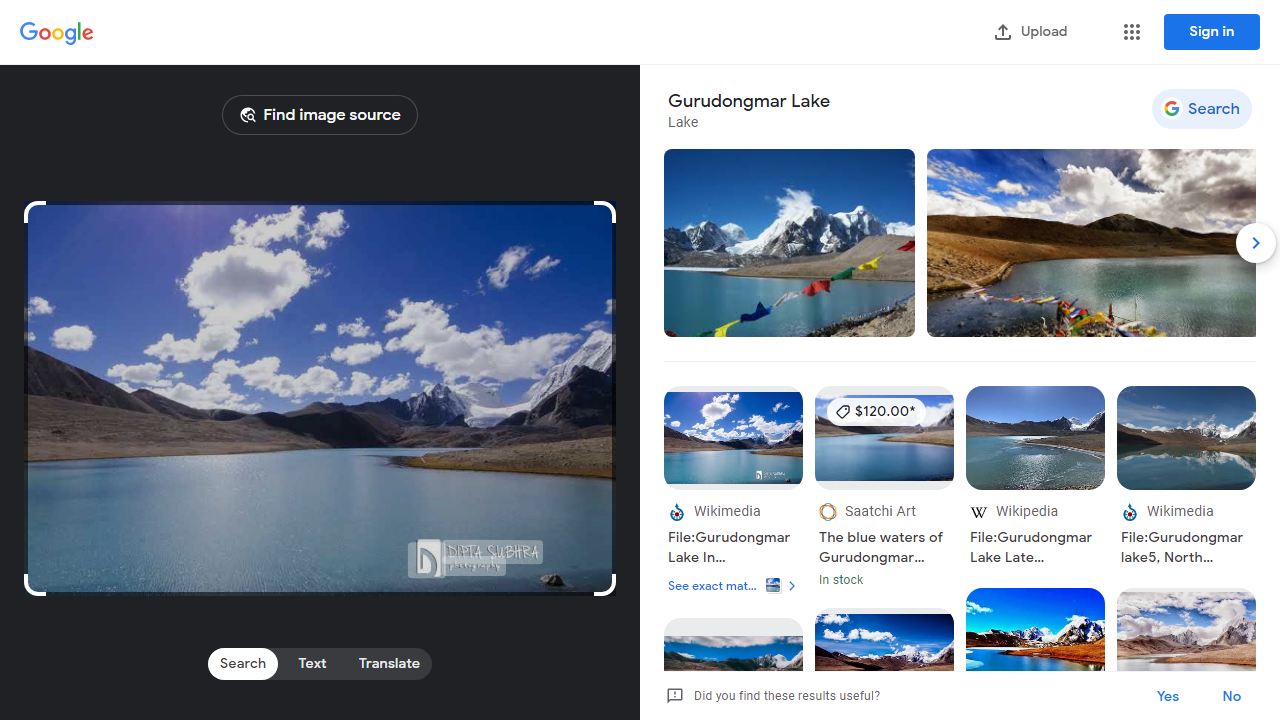 Google
Upload
Sign in
Find image source
Gurudongmar Lake
Lake
Search
DIPTA SUBHRA
photography
$120.00*
Wikimedia
File:Gurudongmar
Lake In...
See exact mat...
Saatchi Art
The blue waters of
Gurudongmar...
In stock
Wikipedia
File:Gurudongmar
Lake Late...
Wikimedia
File:Gurudongmar
lake5, North...
Search
Text
Translate
Did you find these results useful?
Yes
No